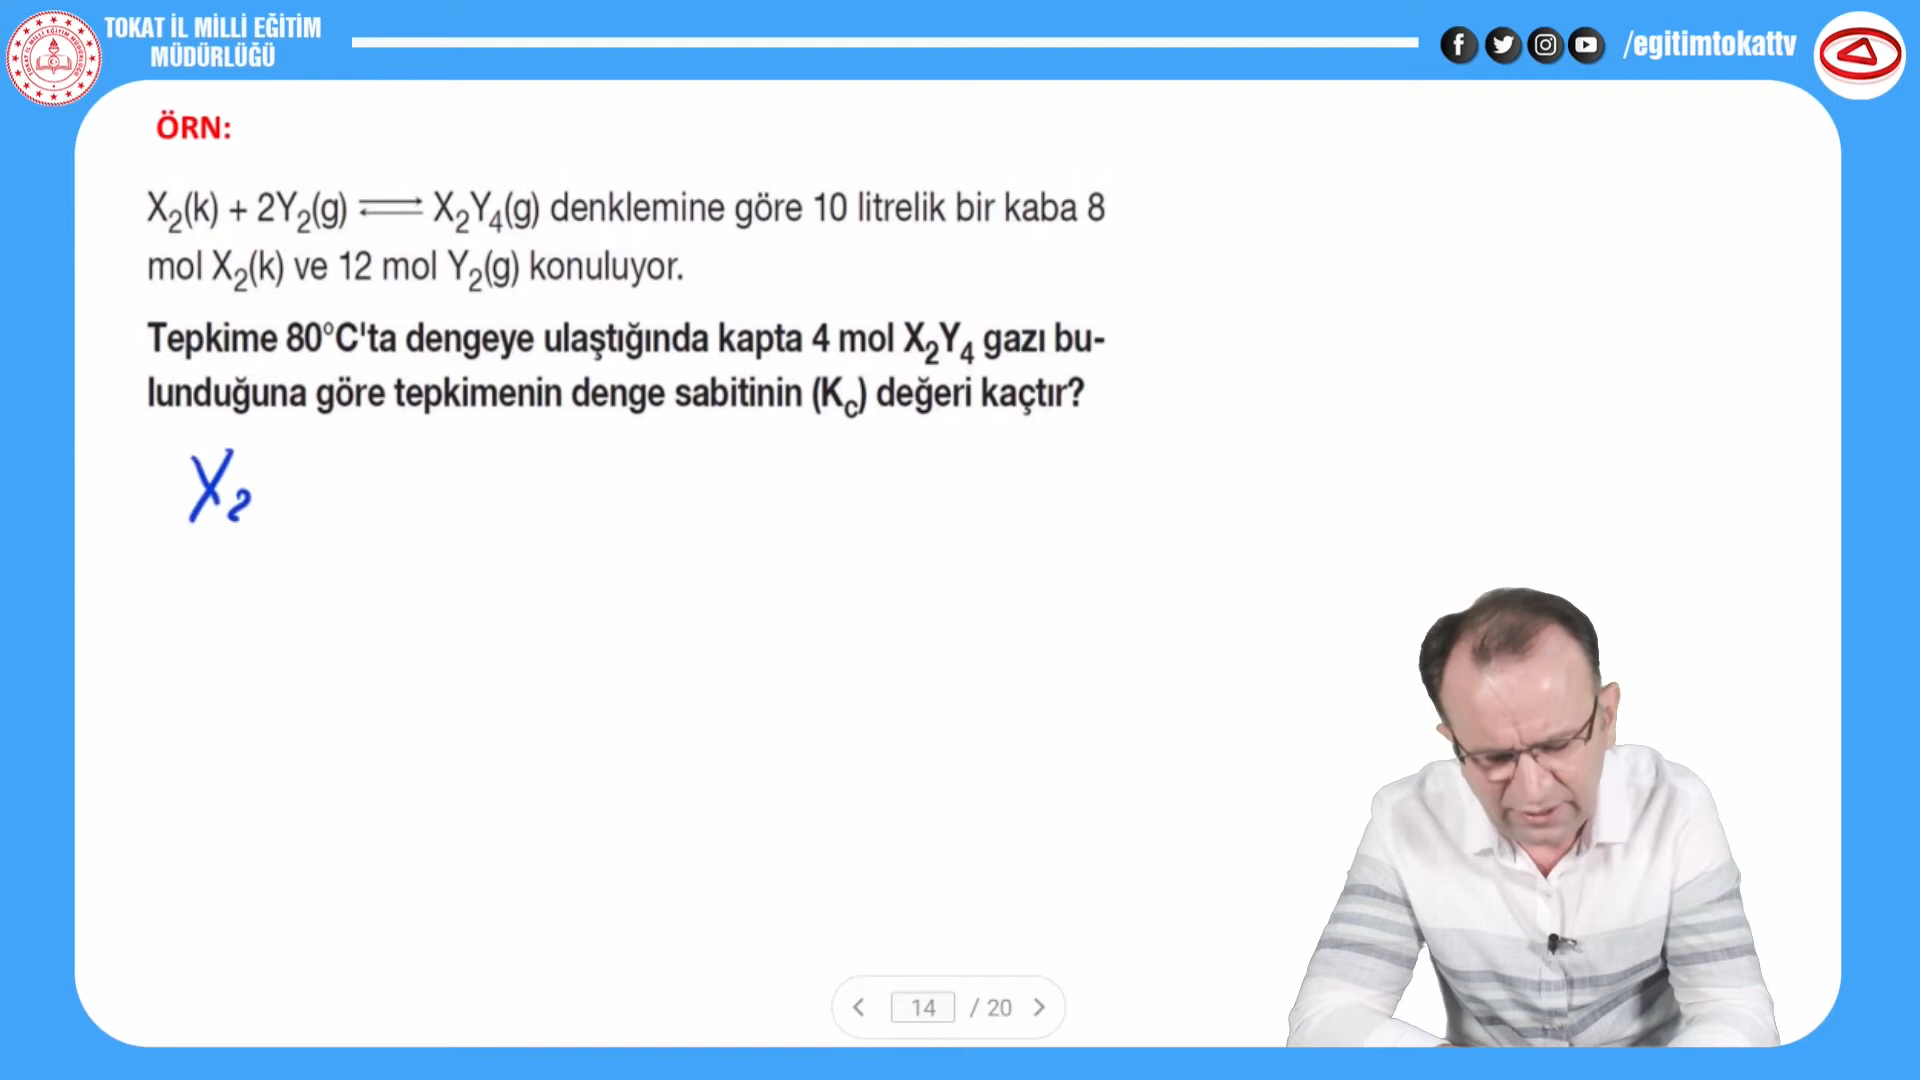 TOKAT İL MİLLİ EĞİTİM
MÜDÜRLÜĞÜ
/egitimtokattv
ÖRN:
X₂(k) + 2Y₂(g) ⇌ X₂Y₄(g) denklemine göre 10 litrelik bir kaba 8
mol X₂(k) ve 12 mol Y₂(g) konuluyor.
Tepkime 80°C'ta dengeye ulaştığında kapta 4 mol X₂Y₄ gazı bu-
lunduğuna göre tepkimenin denge sabitinin (K_c) değeri kaçtır?
X₂
14 / 20